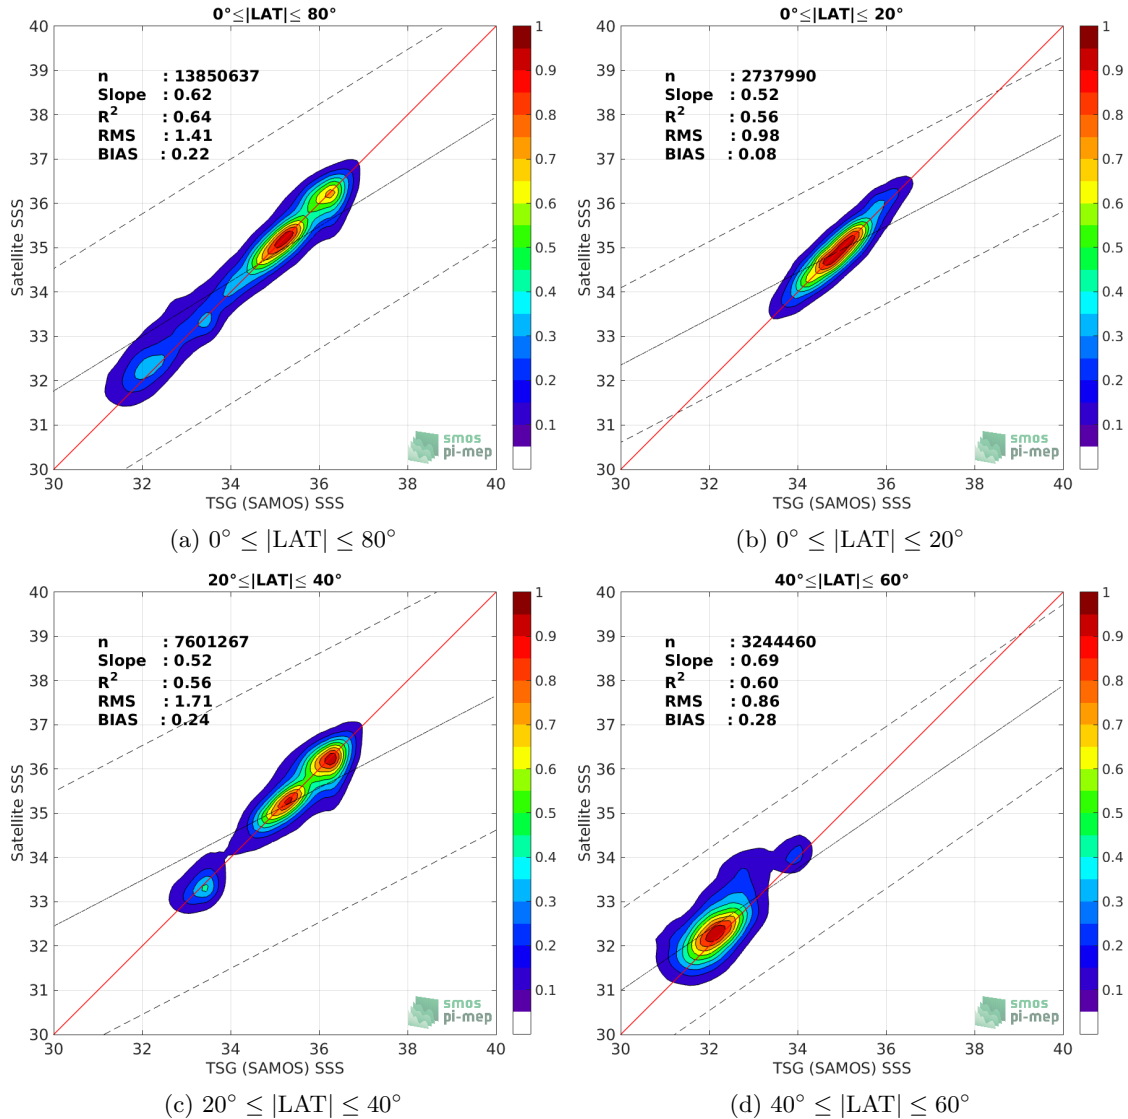 0°≤|LAT|≤ 80°
n : 13850637
Slope : 0.62
R² : 0.64
RMS : 1.41
BIAS : 0.22
Satellite SSS
40
39
38
37
36
35
34
33
32
31
30
30 32 34 36 38 40
TSG (SAMOS) SSS
1
0.9
0.8
0.7
0.6
0.5
0.4
0.3
0.2
0.1
smos
pi-mep
(a) 0° ≤ |LAT| ≤ 80°
0°≤|LAT|≤ 20°
n : 2737990
Slope : 0.52
R² : 0.56
RMS : 0.98
BIAS : 0.08
Satellite SSS
40
39
38
37
36
35
34
33
32
31
30
30 32 34 36 38 40
TSG (SAMOS) SSS
1
0.9
0.8
0.7
0.6
0.5
0.4
0.3
0.2
0.1
smos
pi-mep
(b) 0° ≤ |LAT| ≤ 20°
20°≤|LAT|≤ 40°
n : 7601267
Slope : 0.52
R² : 0.56
RMS : 1.71
BIAS : 0.24
Satellite SSS
40
39
38
37
36
35
34
33
32
31
30
30 32 34 36 38 40
TSG (SAMOS) SSS
1
0.9
0.8
0.7
0.6
0.5
0.4
0.3
0.2
0.1
smos
pi-mep
(c) 20° ≤ |LAT| ≤ 40°
40°≤|LAT|≤ 60°
n : 3244460
Slope : 0.69
R² : 0.60
RMS : 0.86
BIAS : 0.28
Satellite SSS
40
39
38
37
36
35
34
33
32
31
30
30 32 34 36 38 40
TSG (SAMOS) SSS
1
0.9
0.8
0.7
0.6
0.5
0.4
0.3
0.2
0.1
smos
pi-mep
(d) 40° ≤ |LAT| ≤ 60°